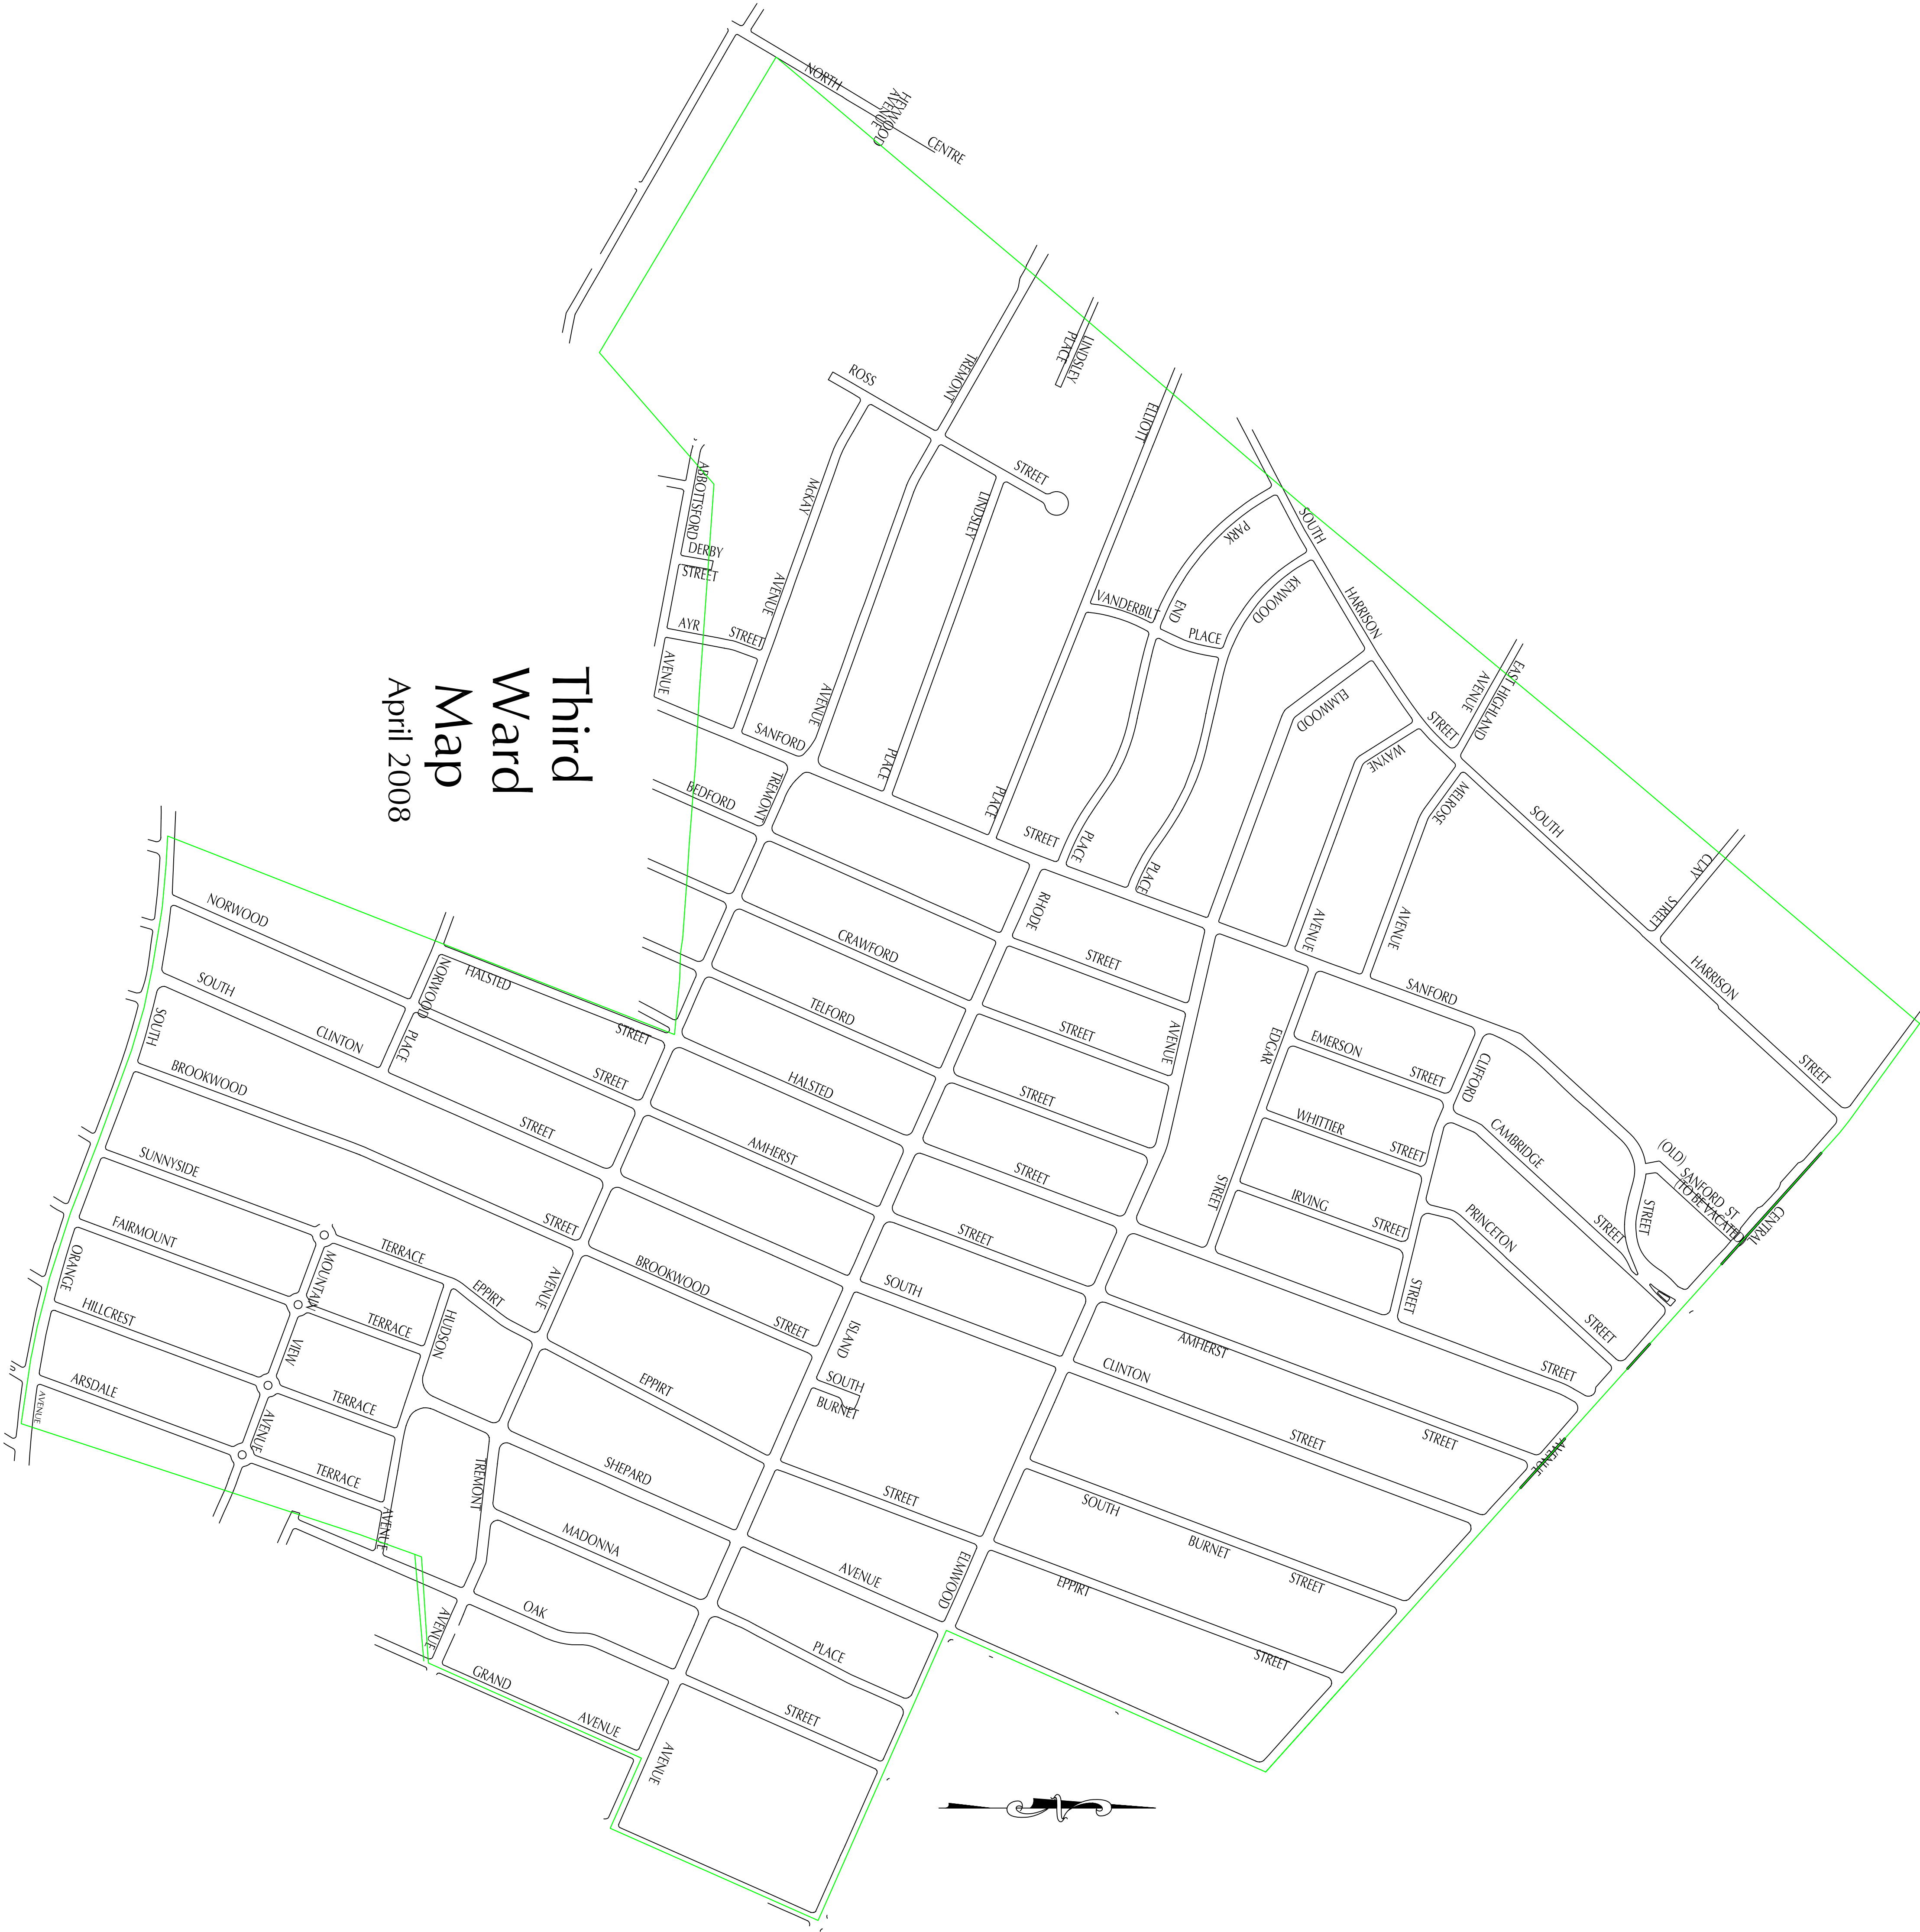 Third
Ward
Map
April 2008
NORTH
HEYWOOD
AVENUE
CENTRE
LINDSLEY
PLACE
ROSS
TREMONT
STREET
ELLIOTT
ABBOTTSFORD
DERBY
STREET
AYR
STREET
AVENUE
McKAY
AVENUE
LINDSLEY
PLACE
AVENUE
SANFORD
TREMONT
BEDFORD
VANDERBILT
END
PLACE
PARK
KENWOOD
SOUTH
HARRISON
STREET
EAST HIGHLAND
AVENUE
ELMWOOD
WAYNE
MELROSE
SOUTH
CLAY
STREET
HARRISON
STREET
PLACE
STREET
PLACE
PLACE
AVENUE
AVENUE
RHODE
STREET
SANFORD
CRAWFORD
STREET
AVENUE
EDGAR
EMERSON
STREET
CLIFFORD
TELFORD
STREET
WHITTIER
STREET
CAMBRIDGE
STREET
(OLD)
SANFORD ST
(TO BE VACATED)
STREET
CENTRAL
HALSTED
STREET
STREET
IRVING
STREET
PRINCETON
STREET
STREET
NORWOOD
HALSTED
STREET
NORWOOD
PLACE
STREET
SOUTH
CLINTON
STREET
SOUTH
BROOKWOOD
STREET
AMHERST
STREET
AMHERST
STREET
STREET
SUNNYSIDE
TERRACE
EPPIRT
AVENUE
BROOKWOOD
STREET
SOUTH
CLINTON
STREET
AVENUE
FAIRMOUNT
MOUNTAIN
TERRACE
HUDSON
ISLAND
SOUTH
BURNET
STREET
SOUTH
BURNET
STREET
ORANGE
HILLCREST
VIEW
TERRACE
EPPIRT
EPPIRT
STREET
ARSDALE
AVENUE
TERRACE
AVENUE
AVENUE
TREMONT
SHEPARD
AVENUE
ELMWOOD
MADONNA
PLACE
OAK
STREET
AVENUE
GRAND
AVENUE
AVENUE
N